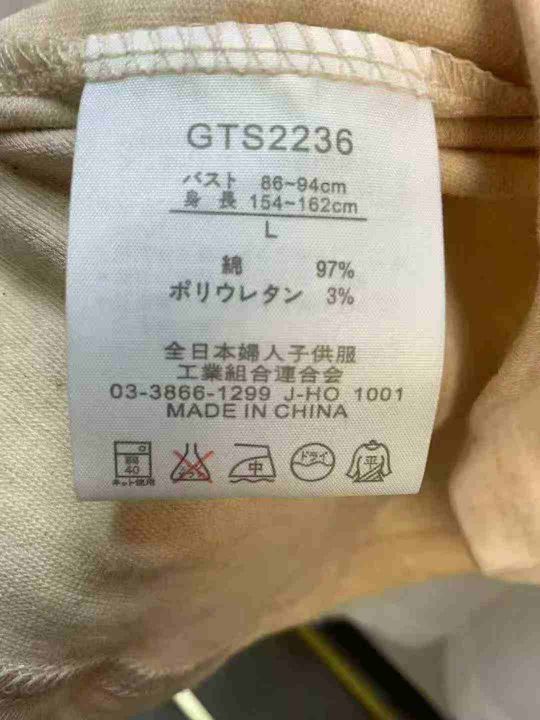 GTS2236
バスト 86~94cm
身長 154~162cm
L
綿 97%
ポリウレタン 3%
全日本婦人子供服
工業組合連合会
03-3866-1299 J-HO 1001
MADE IN CHINA
弱 中 ドライ 平
40
ネット使用